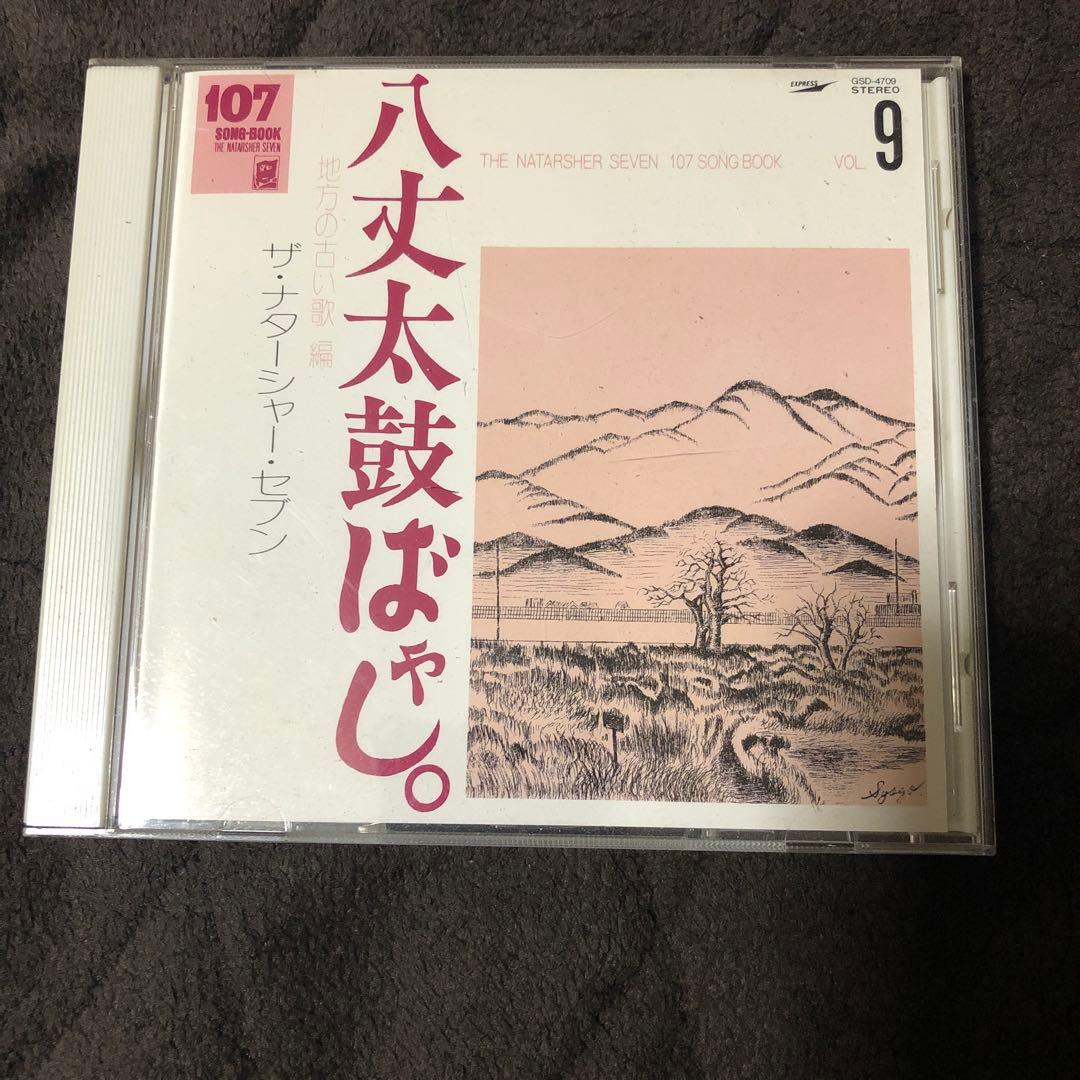 107
SONG-BOOK
THE NATARSHER SEVEN
EXPRESS
GSD-4709
STEREO
THE NATARSHER SEVEN 107 SONG BOOK VOL. 9
八丈太鼓ばやし。
地方の古い歌 編
ザ・ナターシャー・セブン